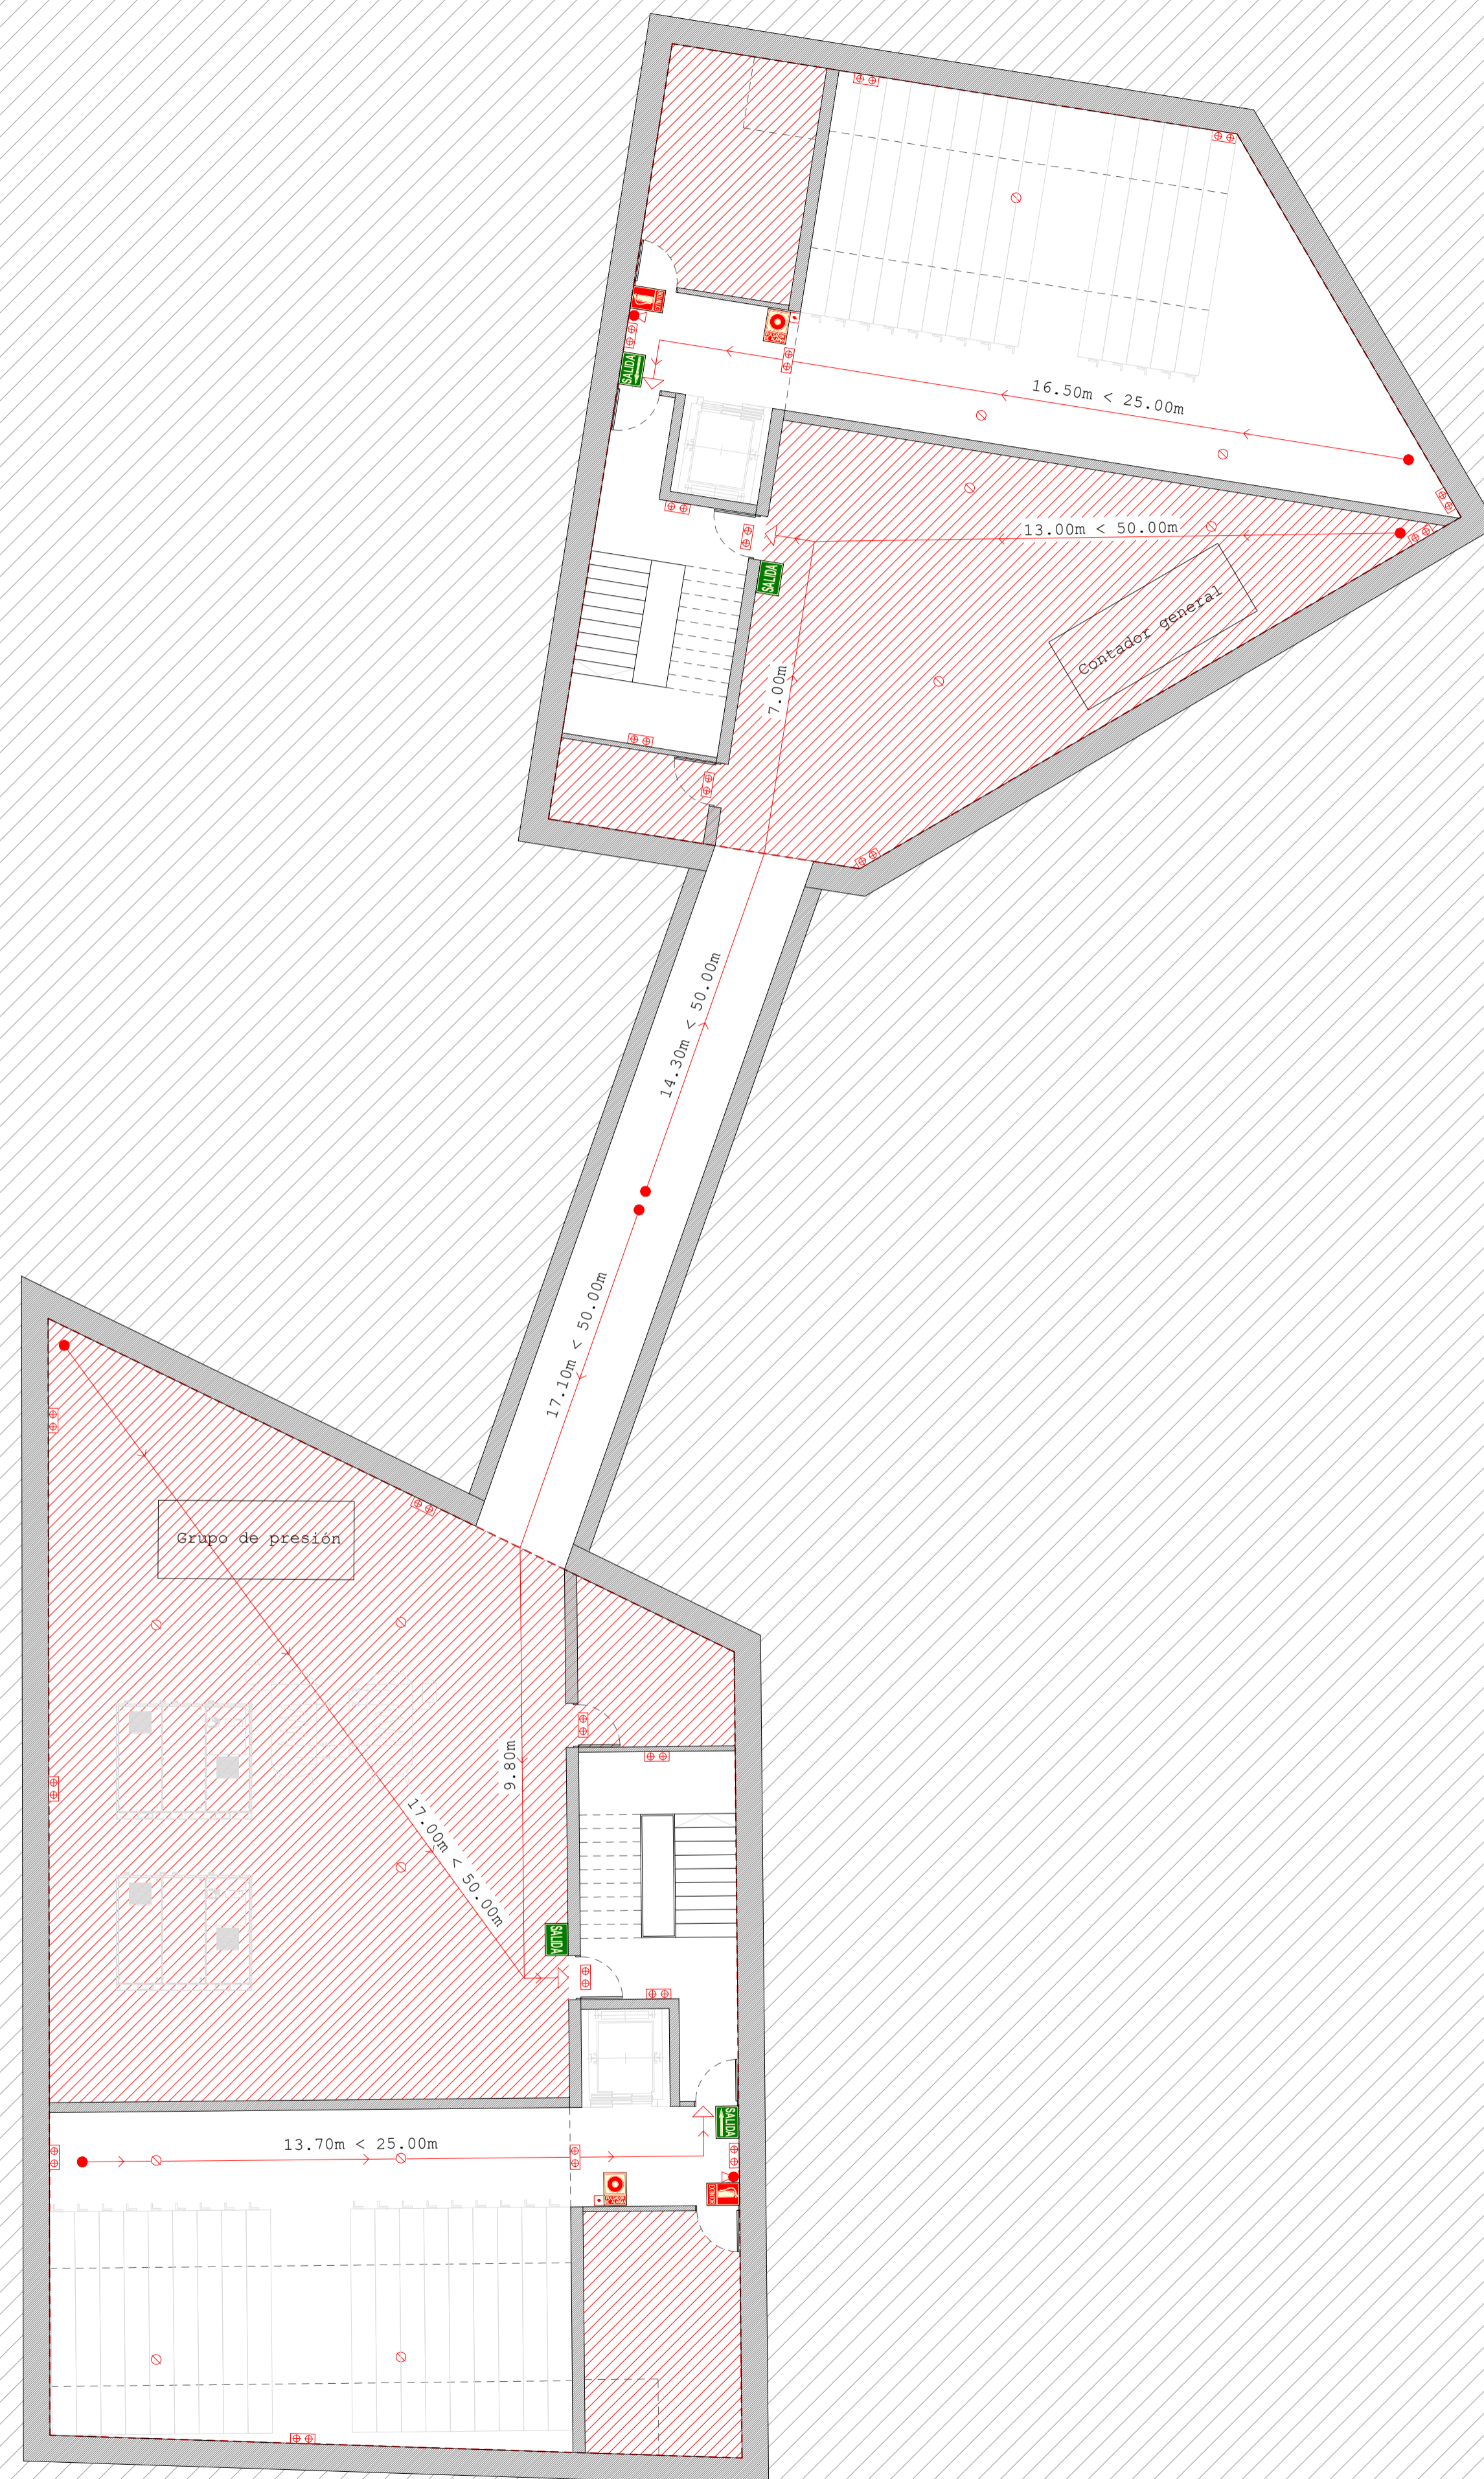 SALIDA
16.50m < 25.00m
13.00m < 50.00m
SALIDA
Contador general
7.00m
14.30m < 50.00m
17.10m < 50.00m
Grupo de presión
9.80m
17.00m < 50.00m
SALIDA
SALIDA
13.70m < 25.00m